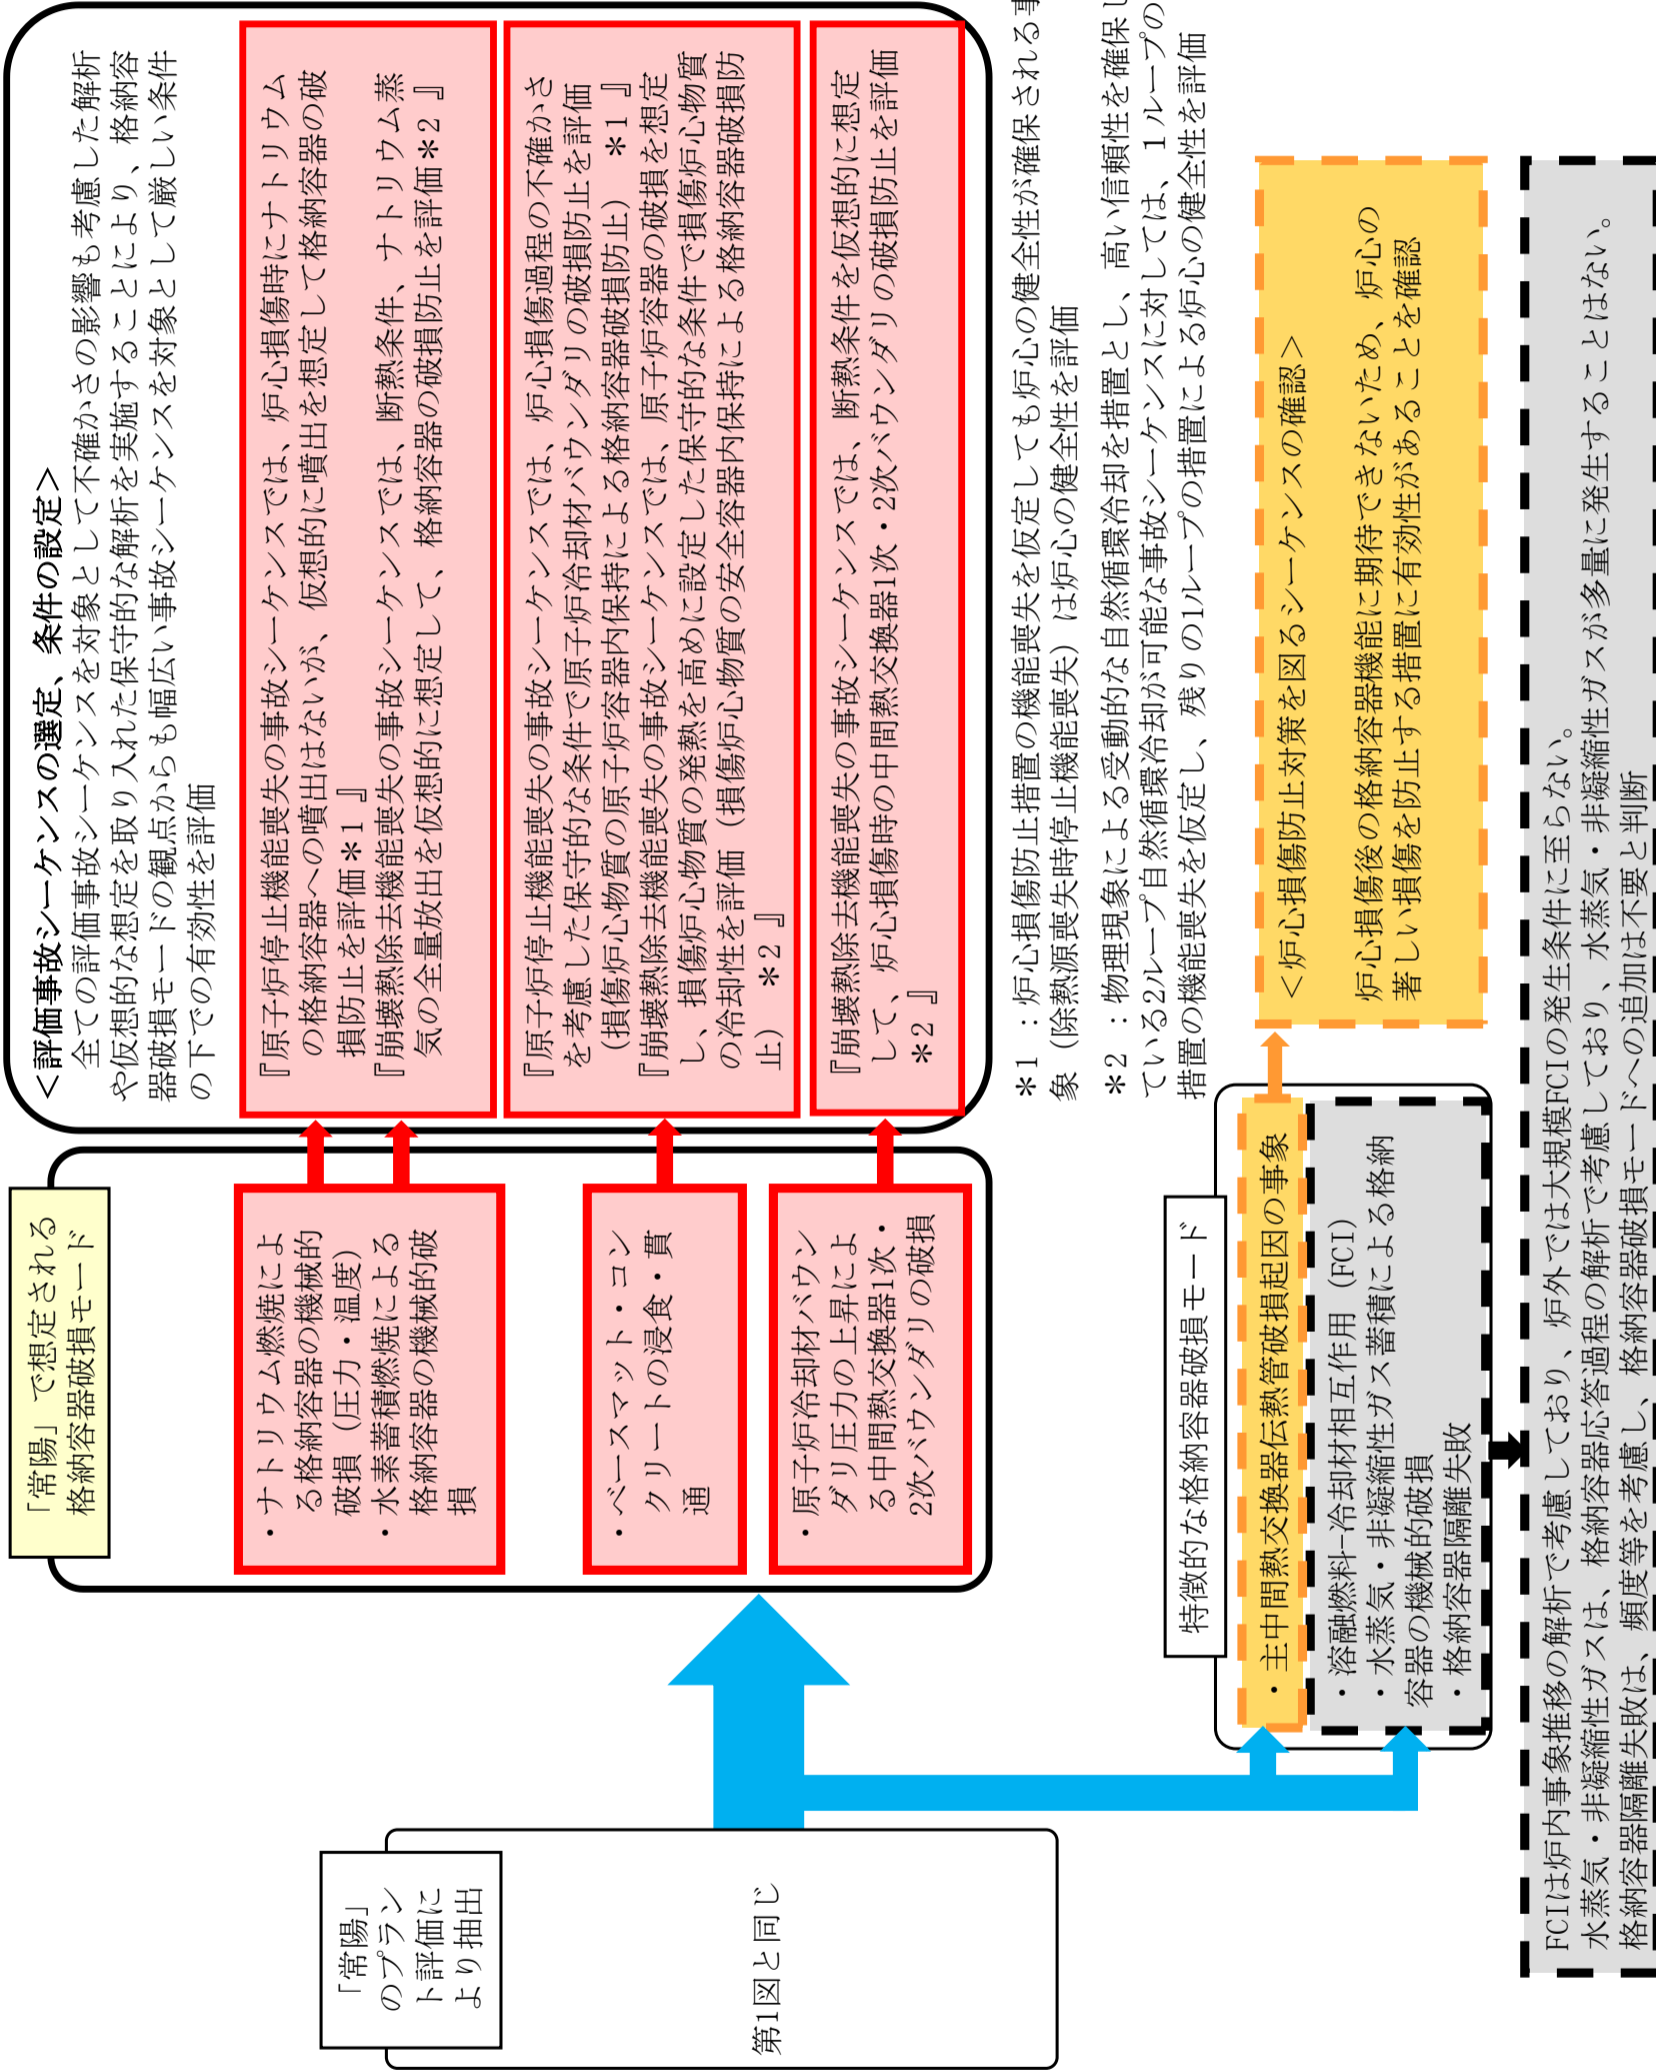 「常陽」
のプラン
ト評価に
より抽出
第1図と同じ
「常陽」で想定される
格納容器破損モード
・ナトリウム燃焼によ
る格納容器の機械的
破損（圧力・温度）
・水素蓄積燃焼による
格納容器の機械的破
損
・ベースマット・コン
クリートの浸食・貫
通
・原子炉冷却材バウン
ダリ圧力の上昇によ
る中間熱交換器1次・
2次バウンダリの破損
＜評価事故シーケンスの選定、条件の設定＞
全ての評価事故シーケンスを対象として不確かさの影響も考慮した解析
や仮想的な想定を取り入れた保守的な解析を実施することにより、格納容
器破損モードの観点からも幅広い事故シーケンスを対象として厳しい条件
の下での有効性を評価
『原子炉停止機能喪失の事故シーケンスでは、炉心損傷時にナトリウム
の格納容器への噴出はないが、仮想的に噴出を想定して格納容器の破
損防止を評価＊1 』
『崩壊熱除去機能喪失の事故シーケンスでは、断熱条件、ナトリウム蒸
気の全量放出を仮想的に想定して、格納容器の破損防止を評価＊2 』
『原子炉停止機能喪失の事故シーケンスでは、炉心損傷過程の不確かさ
を考慮した保守的な条件で原子炉冷却材バウンダリの破損防止を評価
（損傷炉心物質の原子炉容器内保持による格納容器破損防止） ＊1 』
『崩壊熱除去機能喪失の事故シーケンスでは、原子炉容器の破損を想定
し、損傷炉心物質の発熱を高めに設定した保守的な条件で損傷炉心物質
の冷却性を評価（損傷炉心物質の安全容器内保持による格納容器破損防
止） ＊2 』
『崩壊熱除去機能喪失の事故シーケンスでは、断熱条件を仮想的に想定
して、炉心損傷時の中間熱交換器1次・2次バウンダリの破損防止を評価
＊2 』
＊1 ：炉心損傷防止措置の機能喪失を仮定しても炉心の健全性が確保される事
象（除熱源喪失時停止機能喪失）は炉心の健全性を評価
＊2 ：物理現象による受動的な自然循環冷却を措置とし、高い信頼性を確保し
ている2ループ自然循環冷却が可能な事故シーケンスに対しては、1ループの
措置の機能喪失を仮定し、残りの1ループの措置による炉心の健全性を評価
特徴的な格納容器破損モード
・主中間熱交換器伝熱管破損起因の事象
・溶融燃料-冷却材相互作用（FCI）
・水蒸気・非凝縮性ガス蓄積による格納
容器の機械的破損
・格納容器隔離失敗
＜炉心損傷防止対策を図るシーケンスの確認＞
炉心損傷後の格納容器機能に期待できないため、炉心の
著しい損傷を防止する措置に有効性があることを確認
FCIは炉内事象推移の解析で考慮しており、炉外では大規模FCIの発生条件に至らない。
水蒸気・非凝縮性ガスは、格納容器応答過程の解析で考慮しており、水蒸気・非凝縮性ガスが多量に発生することはない。
格納容器隔離失敗は、頻度等を考慮し、格納容器破損モードへの追加は不要と判断